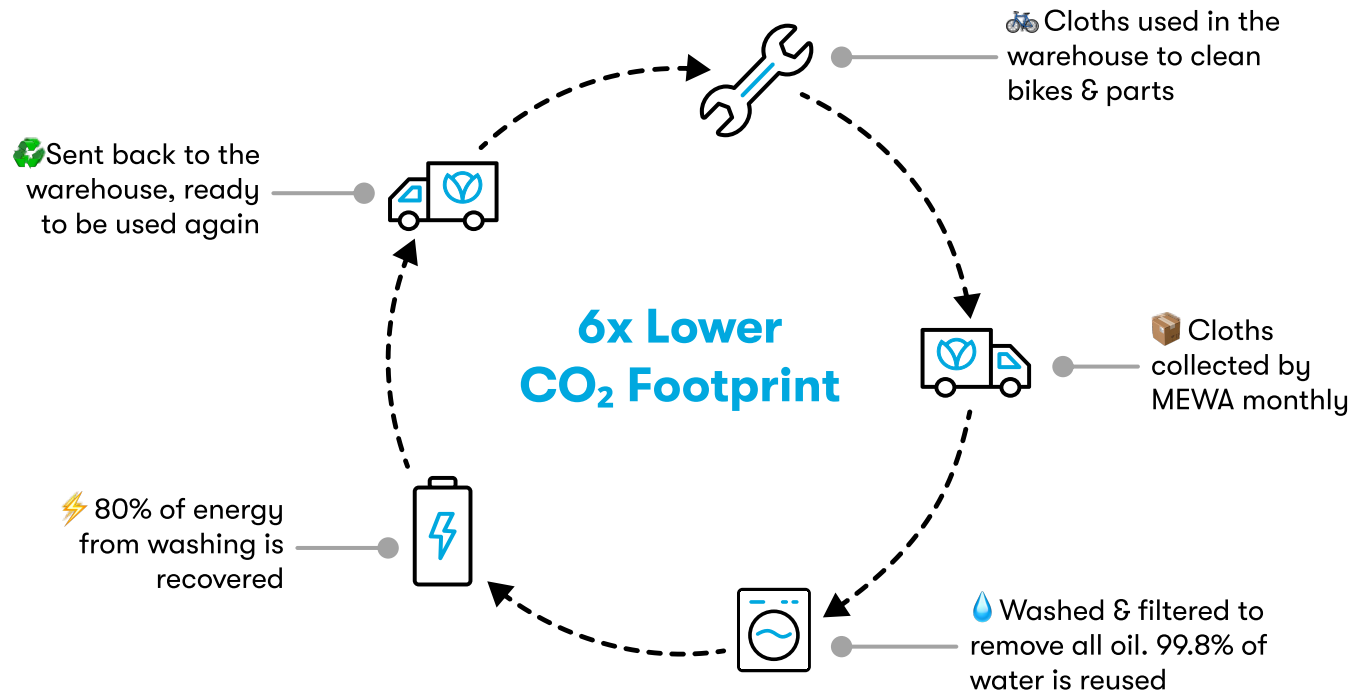 🚲 Cloths used in the
warehouse to clean
bikes & parts
♻️Sent back to the
warehouse, ready
to be used again
6x Lower
CO₂ Footprint
📦 Cloths
collected by
MEWA monthly
⚡ 80% of energy
from washing is
recovered
💧Washed & filtered to
remove all oil. 99.8% of
water is reused